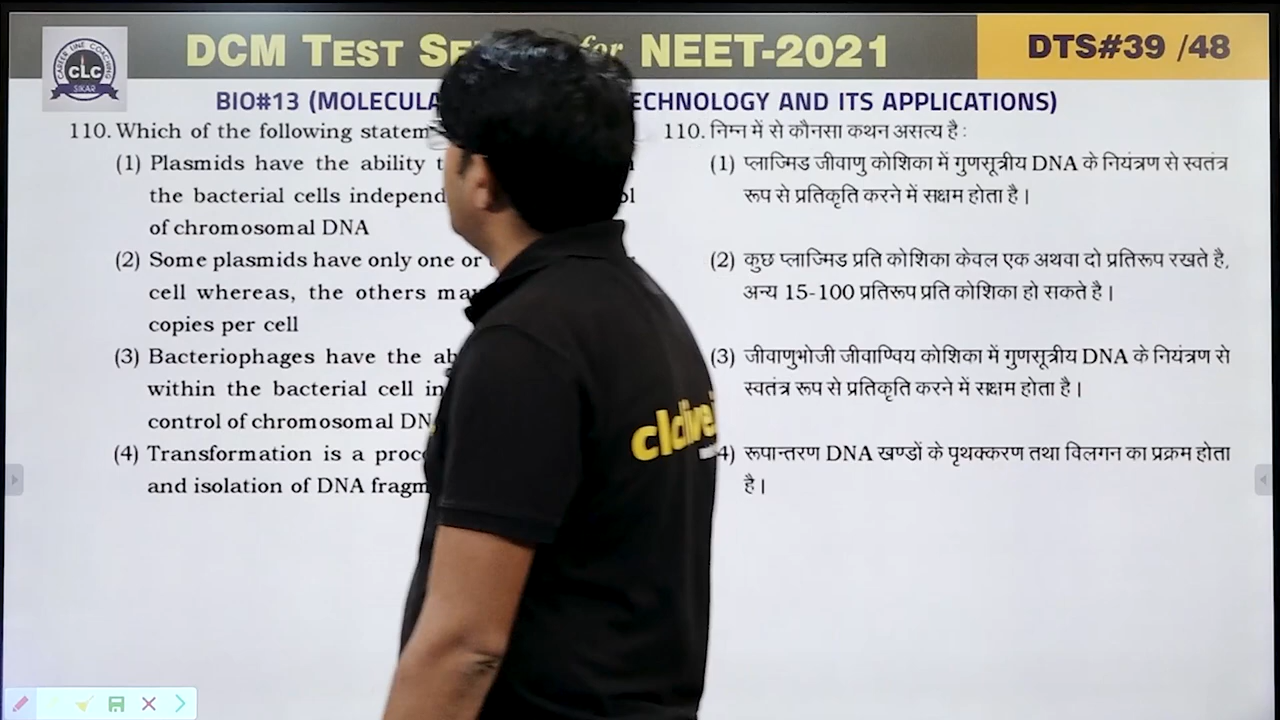 DCM TEST SE for NEET-2021
DTS#39 /48
CAREER LINE COACHING
CLC
SIKAR
BIO#13 (MOLECULA ECHNOLOGY AND ITS APPLICATIONS)
110. Which of the following statem
(1) Plasmids have the ability t
the bacterial cells independ ol
of chromosomal DNA
(2) Some plasmids have only one or
cell whereas, the others may
copies per cell
(3) Bacteriophages have the ab
within the bacterial cell in
control of chromosomal DN
(4) Transformation is a proc
and isolation of DNA fragm
110. निम्न में से कौनसा कथन असत्य है :
(1) प्लाज्मिड जीवाणु कोशिका में गुणसूत्रीय DNA के नियंत्रण से स्वतंत्र
रूप से प्रतिकृति करने में सक्षम होता है।
(2) कुछ प्लाज्मिड प्रति कोशिका केवल एक अथवा दो प्रतिरूप रखते है,
अन्य 15-100 प्रतिरूप प्रति कोशिका हो सकते है।
(3) जीवाणुभोजी जीवाण्विय कोशिका में गुणसूत्रीय DNA के नियंत्रण से
स्वतंत्र रूप से प्रतिकृति करने में सक्षम होता है।
4) रूपान्तरण DNA खण्डों के पृथक्करण तथा विलगन का प्रक्रम होता
है।
clclive